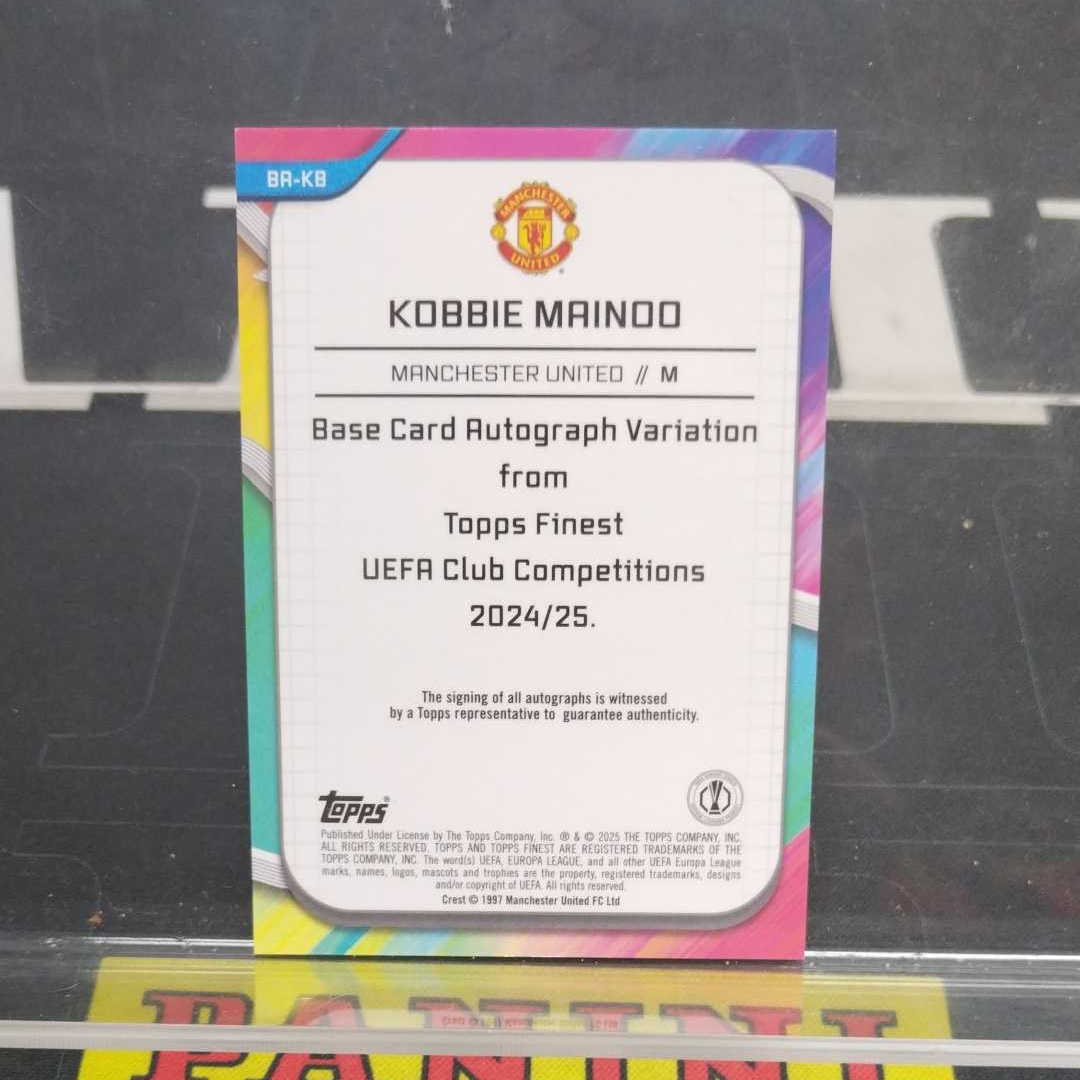 BA-KB
MANCHESTER
UNITED
KOBBIE MAINOO
MANCHESTER UNITED // M
Base Card Autograph Variation
from
Topps Finest
UEFA Club Competitions
2024/25.
The signing of all autographs is witnessed
by a Topps representative to guarantee authenticity.
topps®
Published Under License by The Topps Company, Inc. ® & © 2025 THE TOPPS COMPANY, INC.
ALL RIGHTS RESERVED. TOPPS AND TOPPS FINEST ARE REGISTERED TRADEMARKS OF THE
TOPPS COMPANY, INC. The word(s) UEFA, EUROPA LEAGUE, and all other UEFA Europa League
marks, names, logos, mascots and trophies are the property, registered trademarks, designs
and/or copyright of UEFA. All rights reserved.
Crest © 1997 Manchester United FC Ltd
PANINI